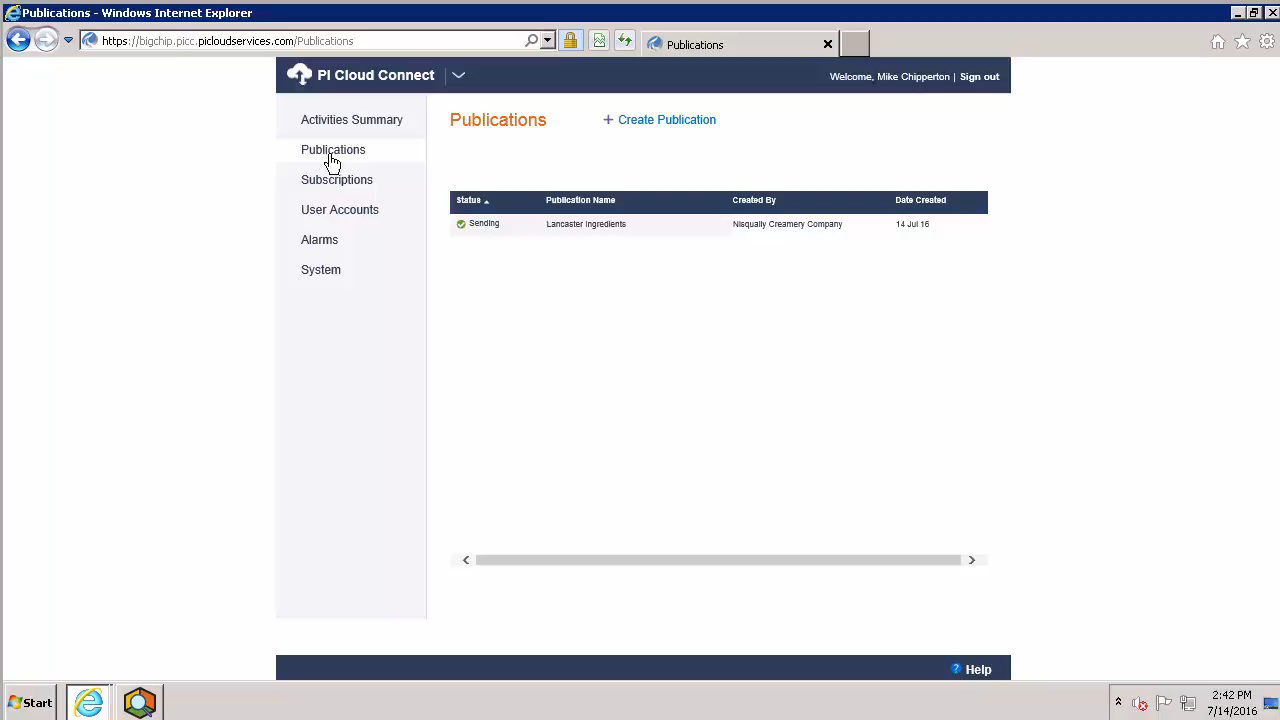 Publications - Windows Internet Explorer
https://bigchip.picc.picloudservices.com/Publications
Publications
PI Cloud Connect
Welcome, Mike Chipperton | Sign out
Activities Summary
Publications
Subscriptions
User Accounts
Alarms
System
Publications
+ Create Publication
Status Publication Name Created By Date Created
Sending Lancaster Ingredients Nisqually Creamery Company 14 Jul 16
? Help
Start
2:42 PM
7/14/2016